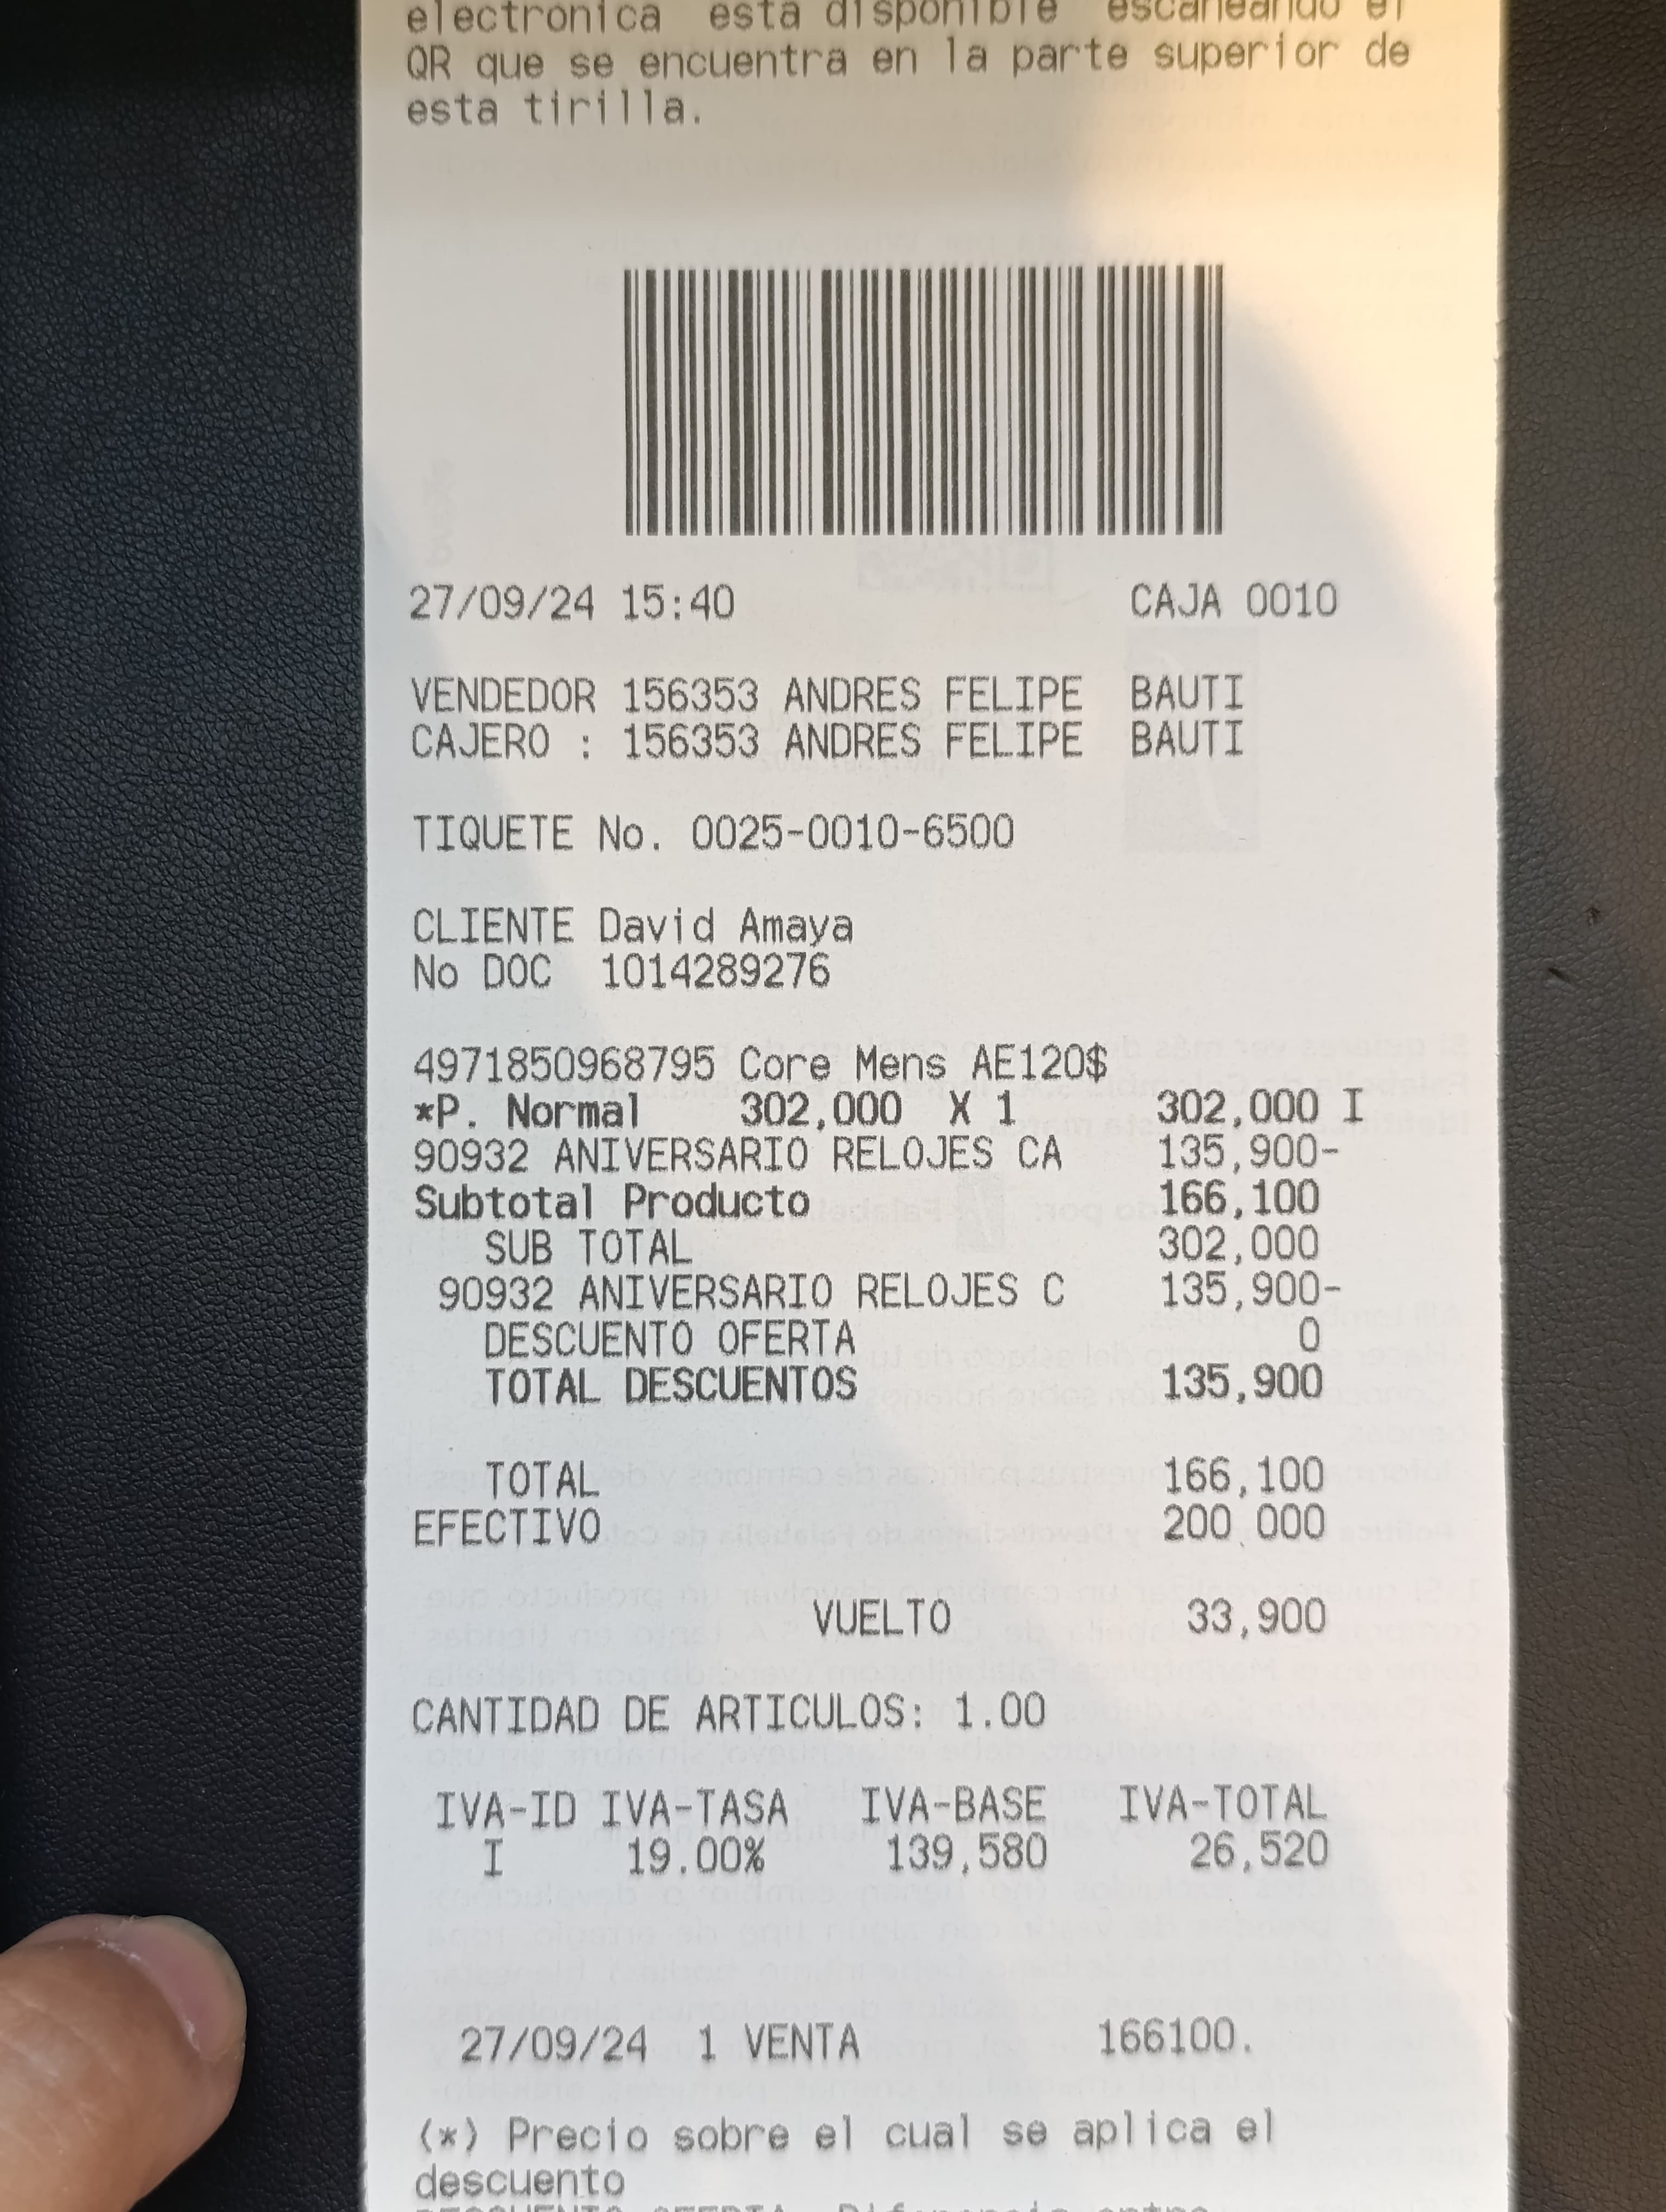 electronica esta disponible escaneando el
QR que se encuentra en la parte superior de
esta tirilla.
27/09/24 15:40 CAJA 0010
VENDEDOR 156353 ANDRES FELIPE BAUTI
CAJERO : 156353 ANDRES FELIPE BAUTI
TIQUETE No. 0025-0010-6500
CLIENTE David Amaya
No DOC 1014289276
4971850968795 Core Mens AE120$
*P. Normal 302,000 X 1 302,000 I
90932 ANIVERSARIO RELOJES CA 135,900-
Subtotal Producto 166,100
SUB TOTAL 302,000
90932 ANIVERSARIO RELOJES C 135,900-
DESCUENTO OFERTA 0
TOTAL DESCUENTOS 135,900
TOTAL 166,100
EFECTIVO 200,000
VUELTO 33,900
CANTIDAD DE ARTICULOS: 1.00
IVA-ID IVA-TASA IVA-BASE IVA-TOTAL
I 19.00% 139,580 26,520
27/09/24 1 VENTA 166100.
(*) Precio sobre el cual se aplica el
descuento